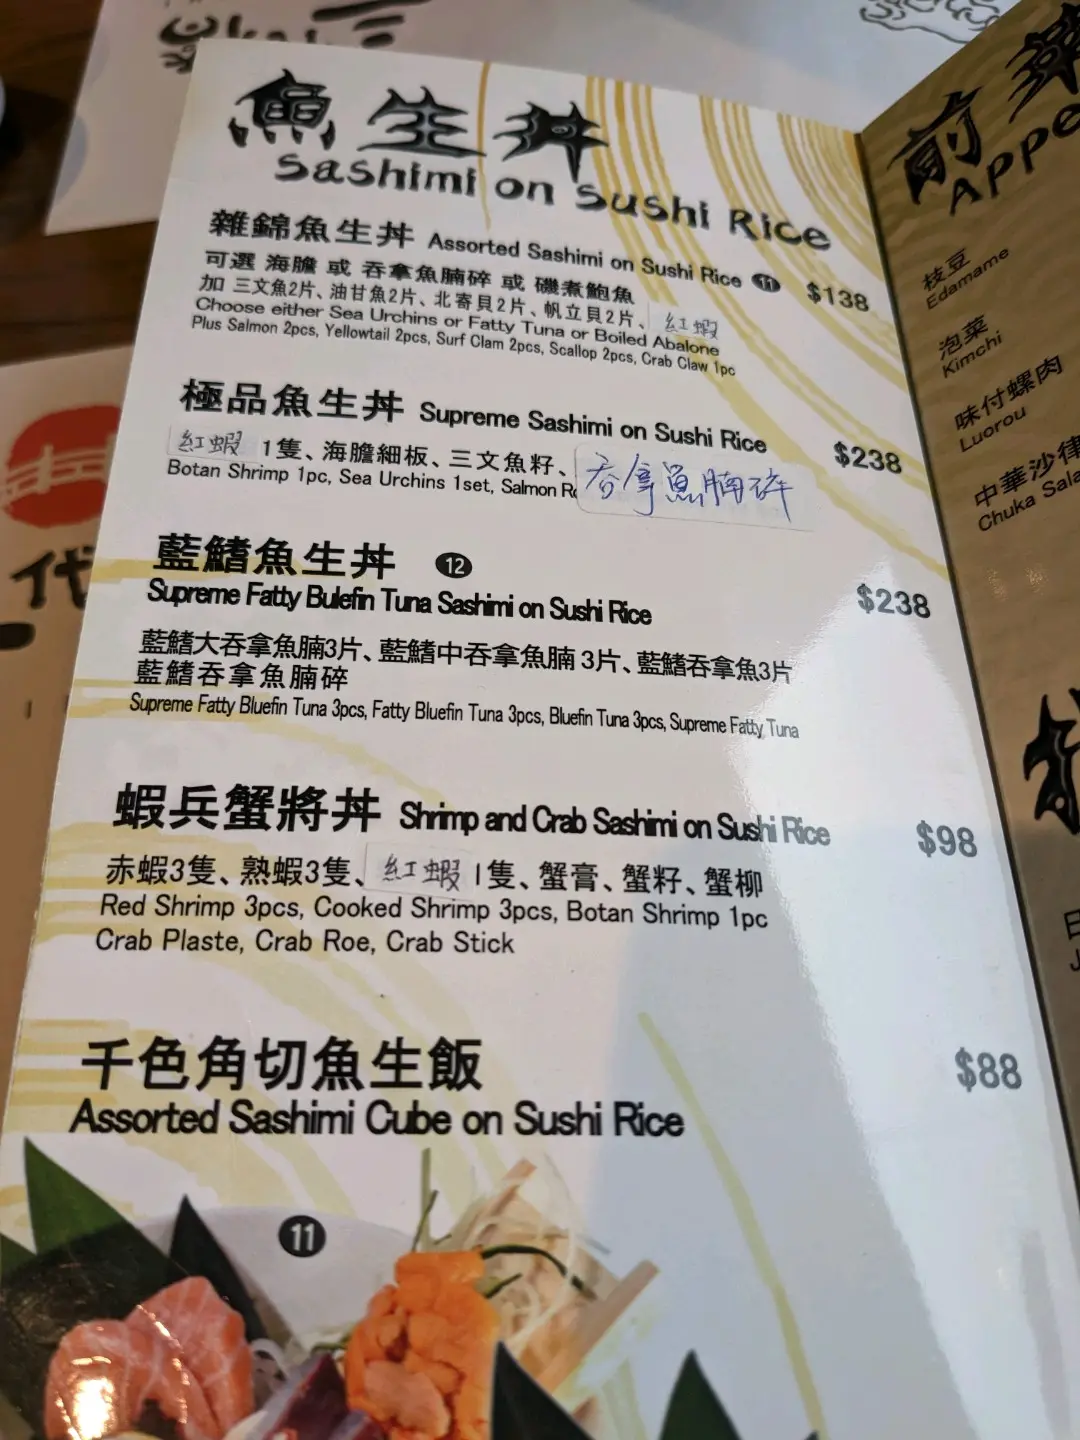 魚生丼
Sashimi on Sushi Rice
雜錦魚生丼 Assorted Sashimi on Sushi Rice 11 $138
可選 海膽 或 吞拿魚腩碎 或 磯煮鮑魚
加 三文魚2片、油甘魚2片、北寄貝2片、帆立貝2片、紅蝦
Choose either Sea Urchins or Fatty Tuna or Boiled Abalone
Plus Salmon 2pcs, Yellowtail 2pcs, Surf Clam 2pcs, Scallop 2pcs, Crab Claw 1pc
極品魚生丼 Supreme Sashimi on Sushi Rice $238
紅蝦 1隻、海膽細板、三文魚籽、吞拿魚腩碎
Botan Shrimp 1pc, Sea Urchins 1set, Salmon
藍鰭魚生丼 12
Supreme Fatty Bulefin Tuna Sashimi on Sushi Rice $238
藍鰭大吞拿魚腩3片、藍鰭中吞拿魚腩 3片、藍鰭吞拿魚3片
藍鰭吞拿魚腩碎
Supreme Fatty Bluefin Tuna 3pcs, Fatty Bluefin Tuna 3pcs, Bluefin Tuna 3pcs, Supreme Fatty Tuna
蝦兵蟹將丼 Shrimp and Crab Sashimi on Sushi Rice $98
赤蝦3隻、熟蝦3隻、紅蝦 1隻、蟹膏、蟹籽、蟹柳
Red Shrimp 3pcs, Cooked Shrimp 3pcs, Botan Shrimp 1pc
Crab Plaste, Crab Roe, Crab Stick
千色角切魚生飯 $88
Assorted Sashimi Cube on Sushi Rice
11
前
枝豆
Edamame
泡菜
Kimchi
味付螺肉
Luorou
中華沙律
Chuka
代